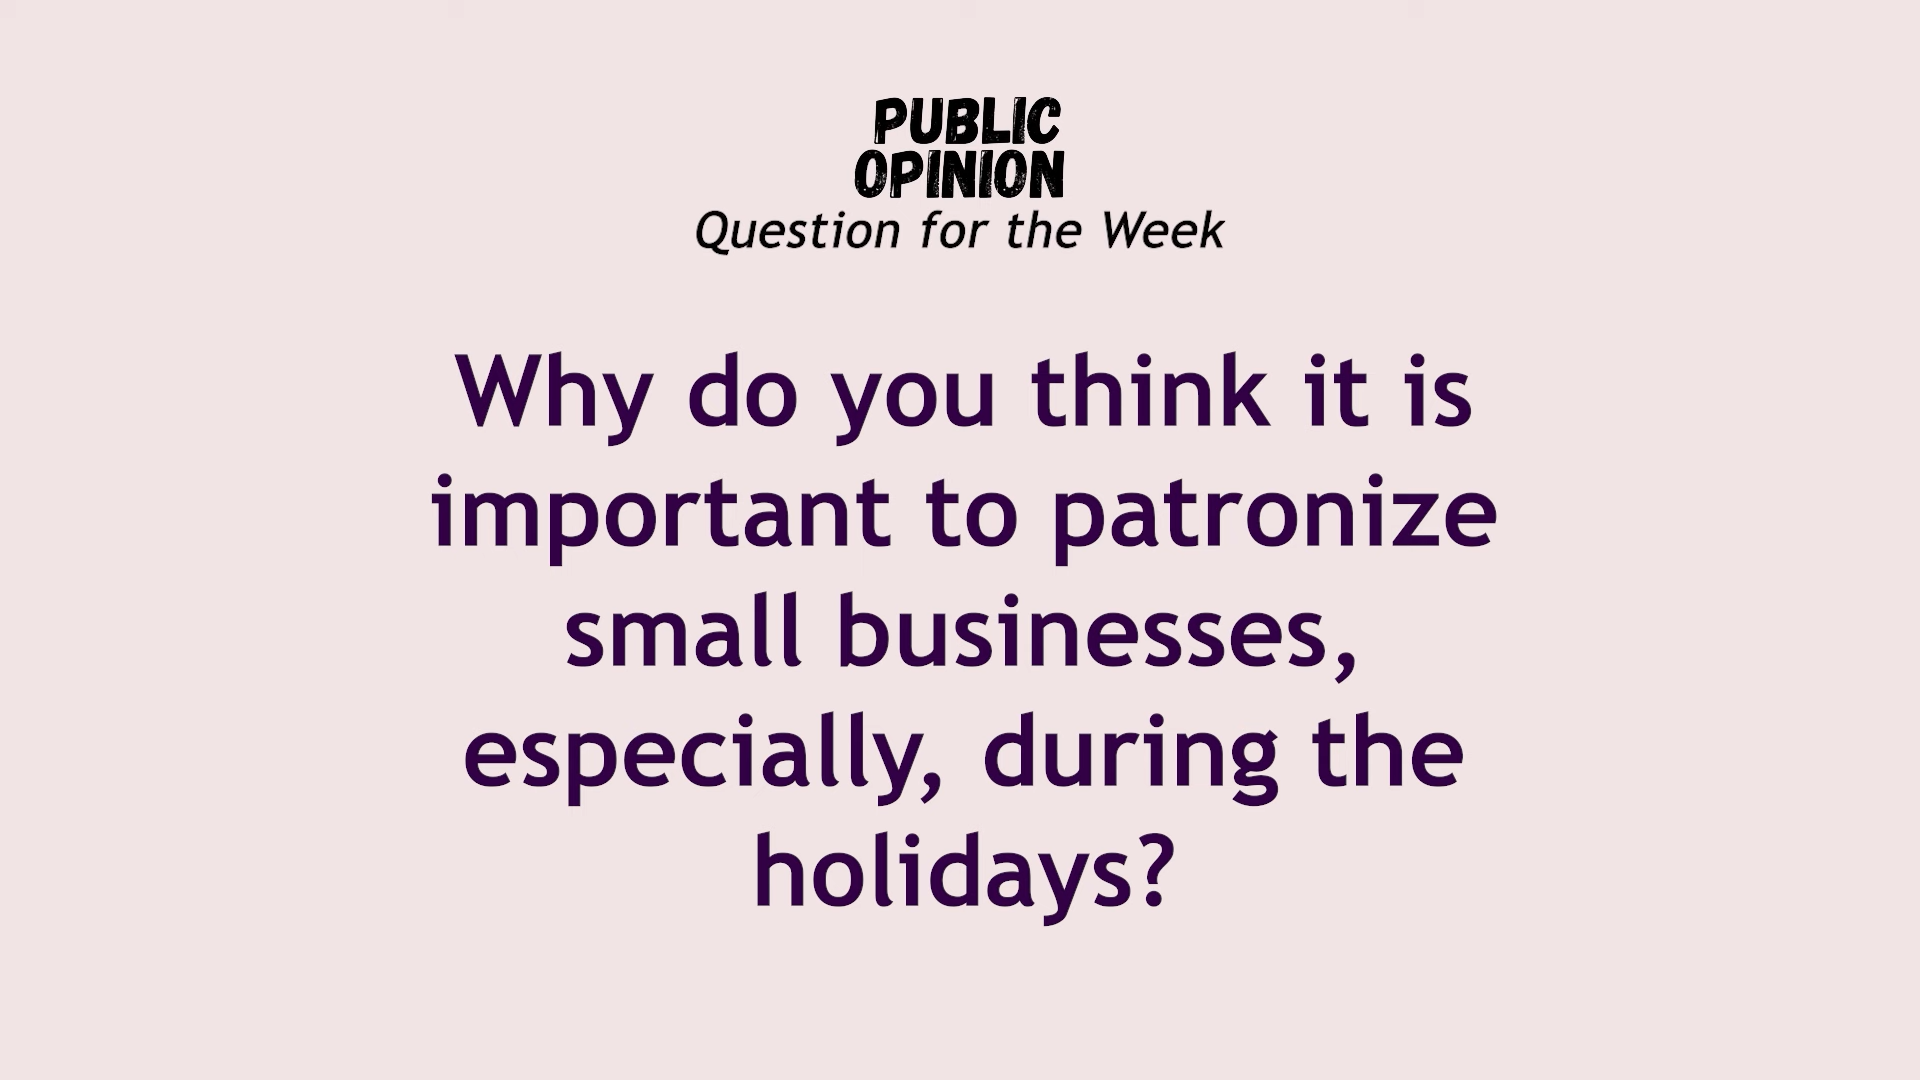 PUBLIC
OPINION
Question for the Week
Why do you think it is
important to patronize
small businesses,
especially, during the
holidays?